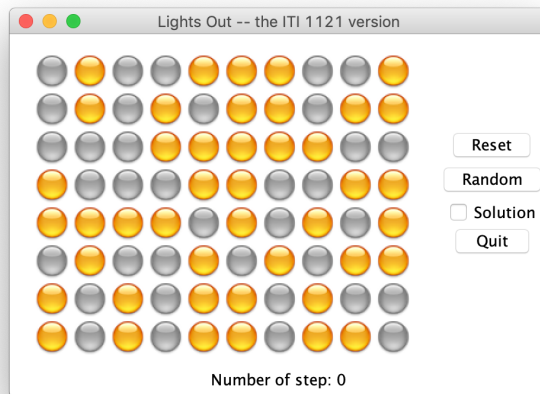 Lights Out -- the ITI 1121 version
Reset
Random
Solution
Quit
Number of step: 0